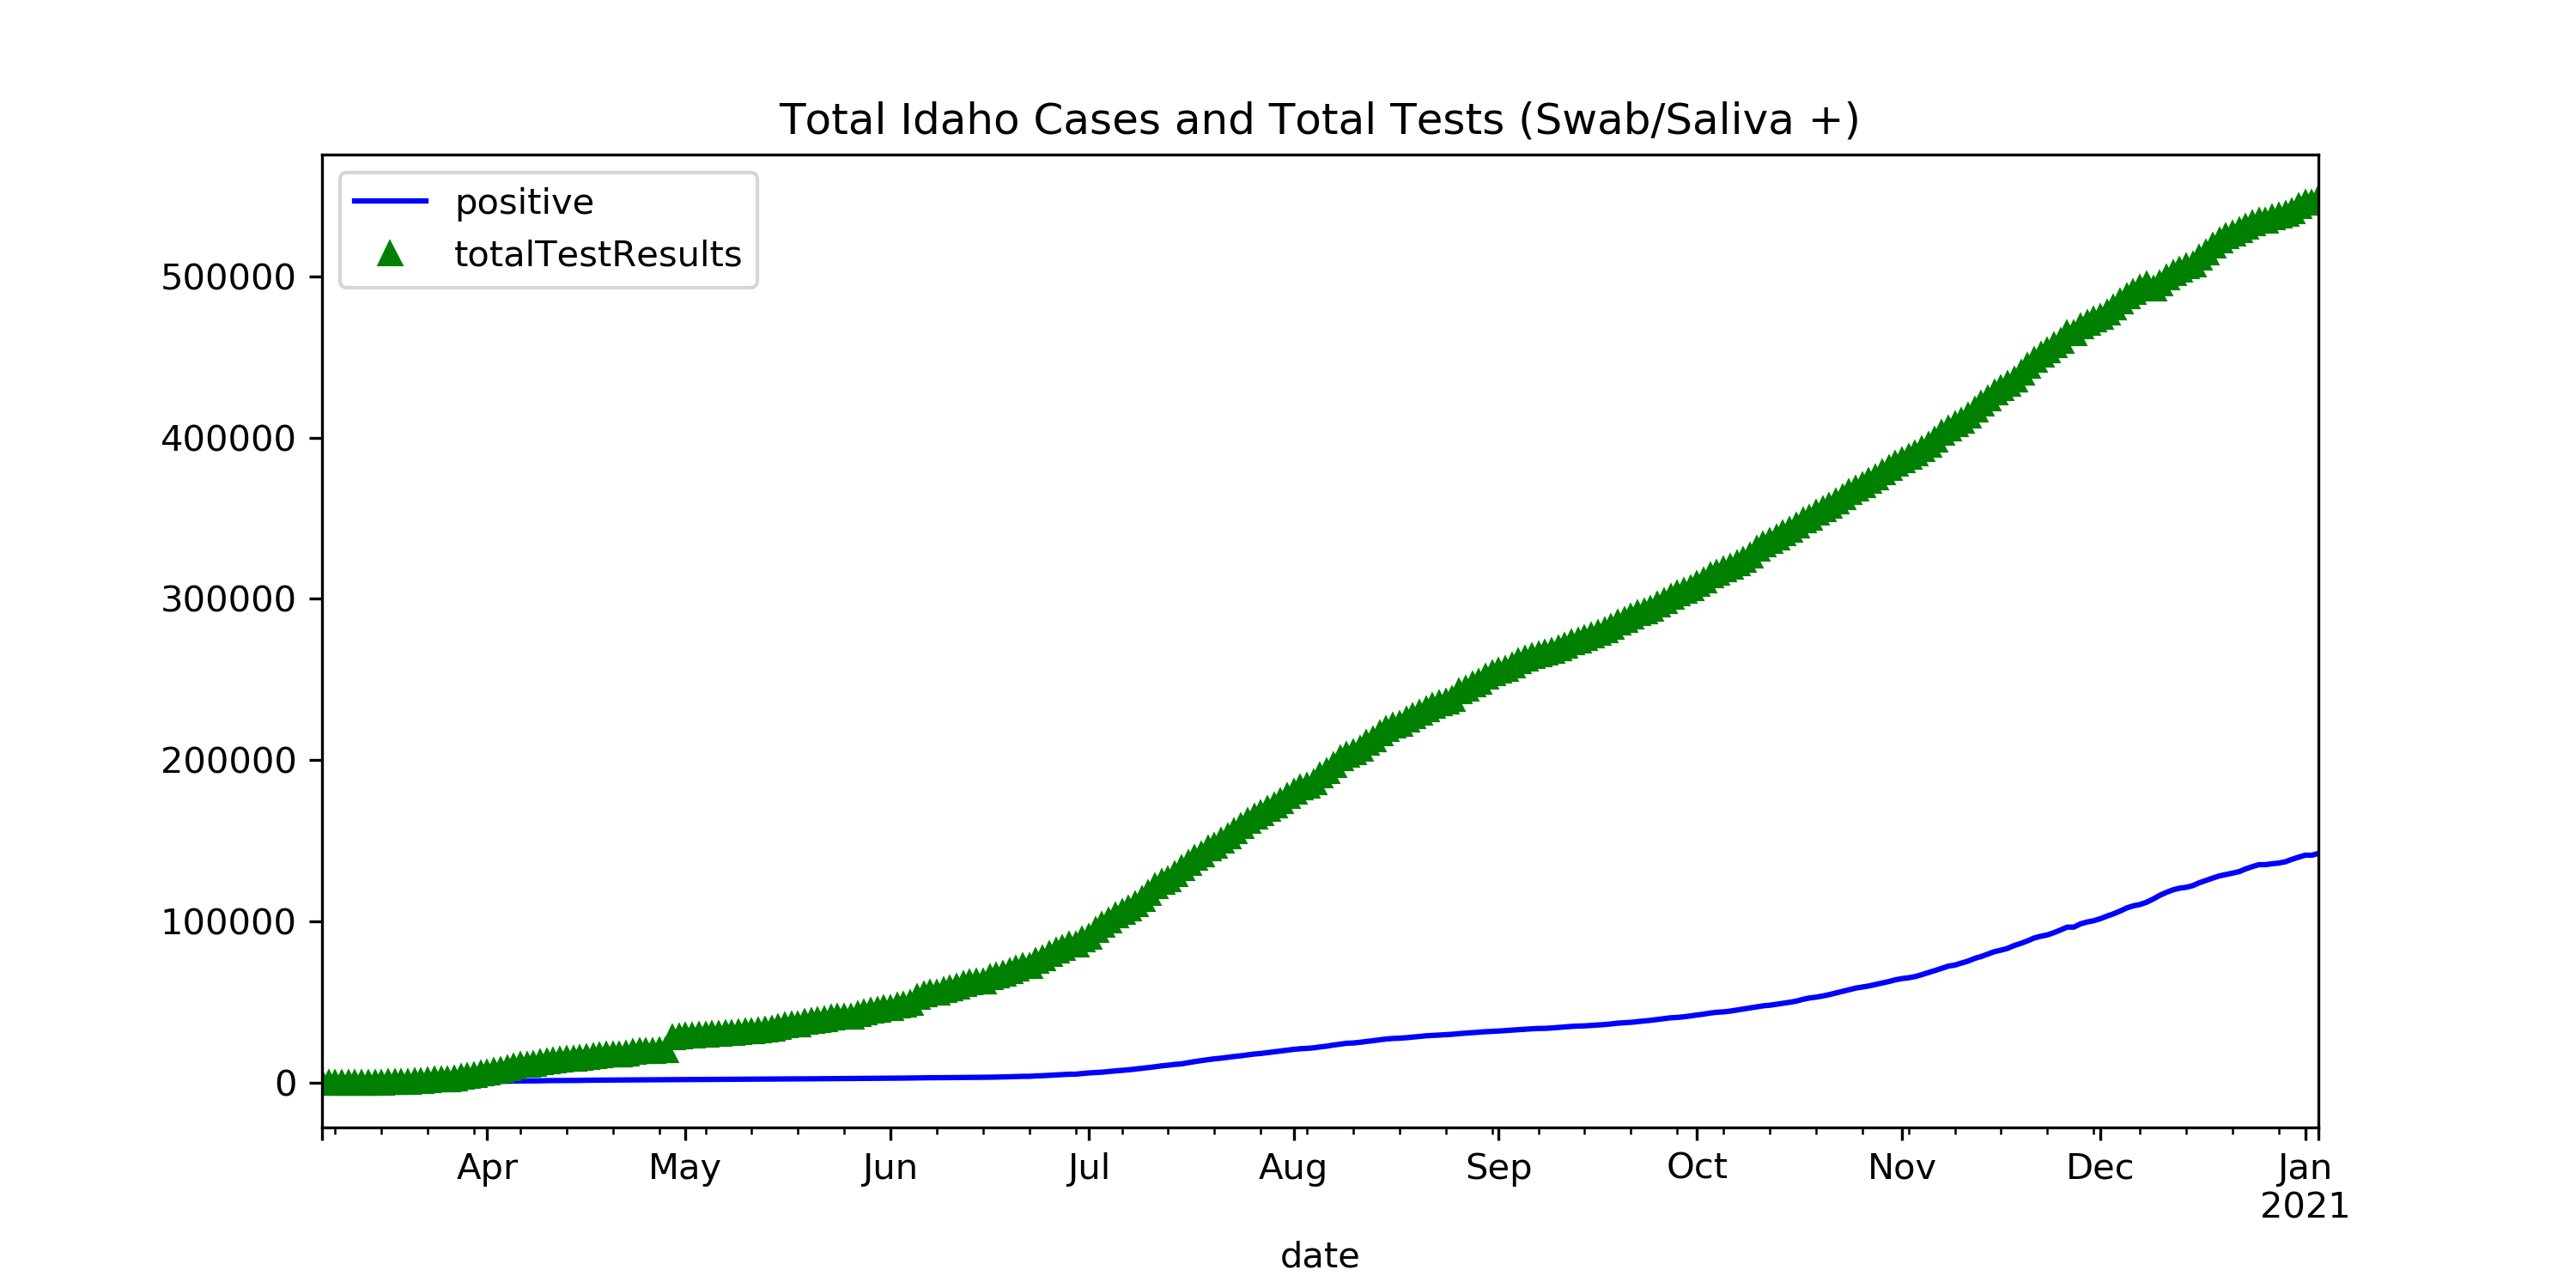 Total Idaho Cases and Total Tests (Swab/Saliva +)
positive
totalTestResults
500000
400000
300000
200000
100000
0
Apr May Jun Jul Aug Sep Oct Nov Dec Jan
2021
date